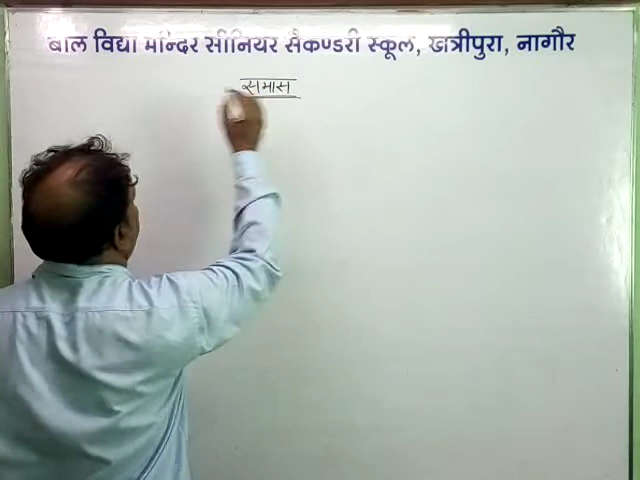 बाल विद्या मन्दिर सीनियर सैकण्डरी स्कूल, खत्रीपुरा, नागौर
समास